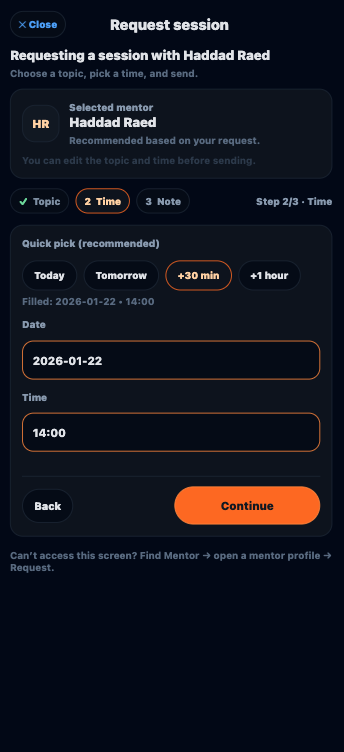 × Close
Request session
Requesting a session with Haddad Raed
Choose a topic, pick a time, and send.
HR
Selected mentor
Haddad Raed
Recommended based on your request.
You can edit the topic and time before sending.
✓ Topic
2 Time
3 Note
Step 2/3 · Time
Quick pick (recommended)
Today
Tomorrow
+30 min
+1 hour
Filled: 2026-01-22 • 14:00
Date
2026-01-22
Time
14:00
Back
Continue
Can’t access this screen? Find Mentor → open a mentor profile →
Request.